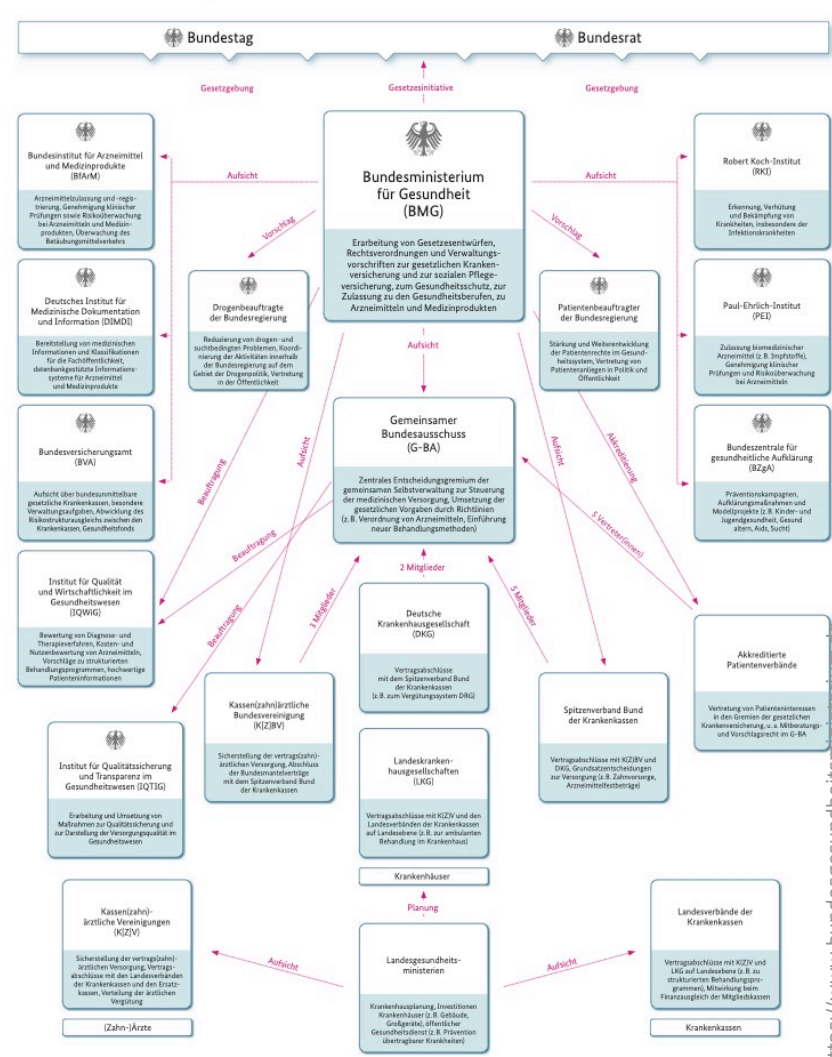 Bundestag
Bundesrat
Gesetzgebung
Gesetzesinitiative
Gesetzgebung
Bundesinstitut für Arzneimittel
und Medizinprodukte
(BfArM)
Arzneimittelzulassung und -regis-
trierung, Genehmigung klinischer
Prüfungen sowie Risikoüberwachung
bei Arzneimitteln und Medizin-
produkten, Überwachung des
Betäubungsmittelverkehrs
Aufsicht
Bundesministerium
für Gesundheit
(BMG)
Erarbeitung von Gesetzesentwürfen,
Rechtsverordnungen und Verwaltungs-
vorschriften zur gesetzlichen Kranken-
versicherung und zur sozialen Pflege-
versicherung, zum Gesundheitsschutz, zur
Zulassung zu den Gesundheitsberufen, zu
Arzneimitteln und Medizinprodukten
Aufsicht
Robert Koch-Institut
(RKI)
Erkennung, Verhütung
und Bekämpfung von
Krankheiten, insbesondere der
Infektionskrankheiten
Vorschlag
Vorschlag
Deutsches Institut für
Medizinische Dokumentation
und Information (DIMDI)
Bereitstellung von medizinischen
Informationen und Klassifikationen
für die Fachöffentlichkeit,
datenbankgestützte Informations-
systeme für Arzneimittel
und Medizinprodukte
Drogenbeauftragte
der Bundesregierung
Reduzierung von drogen- und
suchtbedingten Problemen, Koordi-
nierung der Aktivitäten innerhalb
der Bundesregierung auf dem
Gebiet der Drogenpolitik, Vertretung
in der Öffentlichkeit
Patientenbeauftragter
der Bundesregierung
Stärkung und Weiterentwicklung
der Patientenrechte im Gesund-
heitssystem, Vertretung von
Patientenanliegen in Politik und
Öffentlichkeit
Paul-Ehrlich-Institut
(PEI)
Zulassung biomedizinischer
Arzneimittel (z. B. Impfstoffe),
Genehmigung klinischer
Prüfungen und Risikoüberwachung
bei Arzneimitteln
Aufsicht
Bundesversicherungsamt
(BVA)
Aufsicht über bundesunmittelbare
gesetzliche Krankenkassen, besondere
Verwaltungsaufgaben, Abwicklung des
Risikostrukturausgleichs zwischen den
Krankenkassen, Gesundheitsfonds
Beauftragung
Aufsicht
Gemeinsamer
Bundesausschuss
(G-BA)
Zentrales Entscheidungsgremium der
gemeinsamen Selbstverwaltung zur Steuerung
der medizinischen Versorgung, Umsetzung der
gesetzlichen Vorgaben durch Richtlinien
(z. B. Verordnung von Arzneimitteln, Einführung
neuer Behandlungsmethoden)
Aufsicht
Akkreditierung
Bundeszentrale für
gesundheitliche Aufklärung
(BZgA)
Präventionskampagnen,
Aufklärungsmaßnahmen und
Modellprojekte (z. B. Kinder- und
Jugendgesundheit, Gesund
altern, Aids, Sucht)
Beauftragung
5 Vertreter(innen)
Institut für Qualität
und Wirtschaftlichkeit im
Gesundheitswesen
(IQWiG)
Bewertung von Diagnose- und
Therapieverfahren, Kosten- und
Nutzenbewertung von Arzneimitteln,
Vorschläge zu strukturierten
Behandlungsprogrammen, hochwertige
Patienteninformationen
Beauftragung
3 Mitglieder
2 Mitglieder
5 Mitglieder
Deutsche
Krankenhausgesellschaft
(DKG)
Vertragsabschlüsse
mit dem Spitzenverband Bund
der Krankenkassen
(z. B. zum Vergütungssystem DRG)
Akkreditierte
Patientenverbände
Vertretung von Patienteninteressen
in den Gremien der gesetzlichen
Krankenversicherung, u. a. Mitberatungs-
und Vorschlagsrecht im G-BA
Kassen(zahn)ärztliche
Bundesvereinigung
(K[Z]BV)
Sicherstellung der vertrags(zahn)-
ärztlichen Versorgung, Abschluss
der Bundesmantelverträge
mit dem Spitzenverband Bund
der Krankenkassen
Spitzenverband Bund
der Krankenkassen
Vertragsabschlüsse mit K(Z)BV und
DKG, Grundsatzentscheidungen
zur Versorgung (z. B. Zahnvorsorge,
Arzneimittelfestbeträge)
Institut für Qualitätssicherung
und Transparenz im
Gesundheitswesen (IQTIG)
Erarbeitung und Umsetzung von
Maßnahmen zur Qualitätssicherung und
zur Darstellung der Versorgungsqualität im
Gesundheitswesen
Landeskranken-
hausgesellschaften
(LKG)
Vertragsabschlüsse mit K(Z)V und den
Landesverbänden der Krankenkassen
auf Landesebene (z. B. zur ambulanten
Behandlung im Krankenhaus)
Krankenhäuser
Planung
Kassen(zahn)-
ärztliche Vereinigungen
(K[Z]V)
Sicherstellung der vertrags(zahn)-
ärztlichen Versorgung, Vertrags-
abschlüsse mit den Landesverbänden
der Krankenkassen und den Ersatz-
kassen, Verteilung der ärztlichen
Vergütung
(Zahn-)Ärzte
Aufsicht
Landesgesundheits-
ministerien
Krankenhausplanung, Investitionen
Krankenhäuser (z. B. Gebäude,
Großgeräte), öffentlicher
Gesundheitsdienst (z. B. Prävention
übertragbarer Krankheiten)
Aufsicht
Landesverbände der
Krankenkassen
Vertragsabschlüsse mit K(Z)V und
LKG auf Landesebene (z. B. zu
strukturierten Behandlungspro-
grammen), Mitwirkung beim
Finanzausgleich der Mitgliedskassen
Krankenkassen